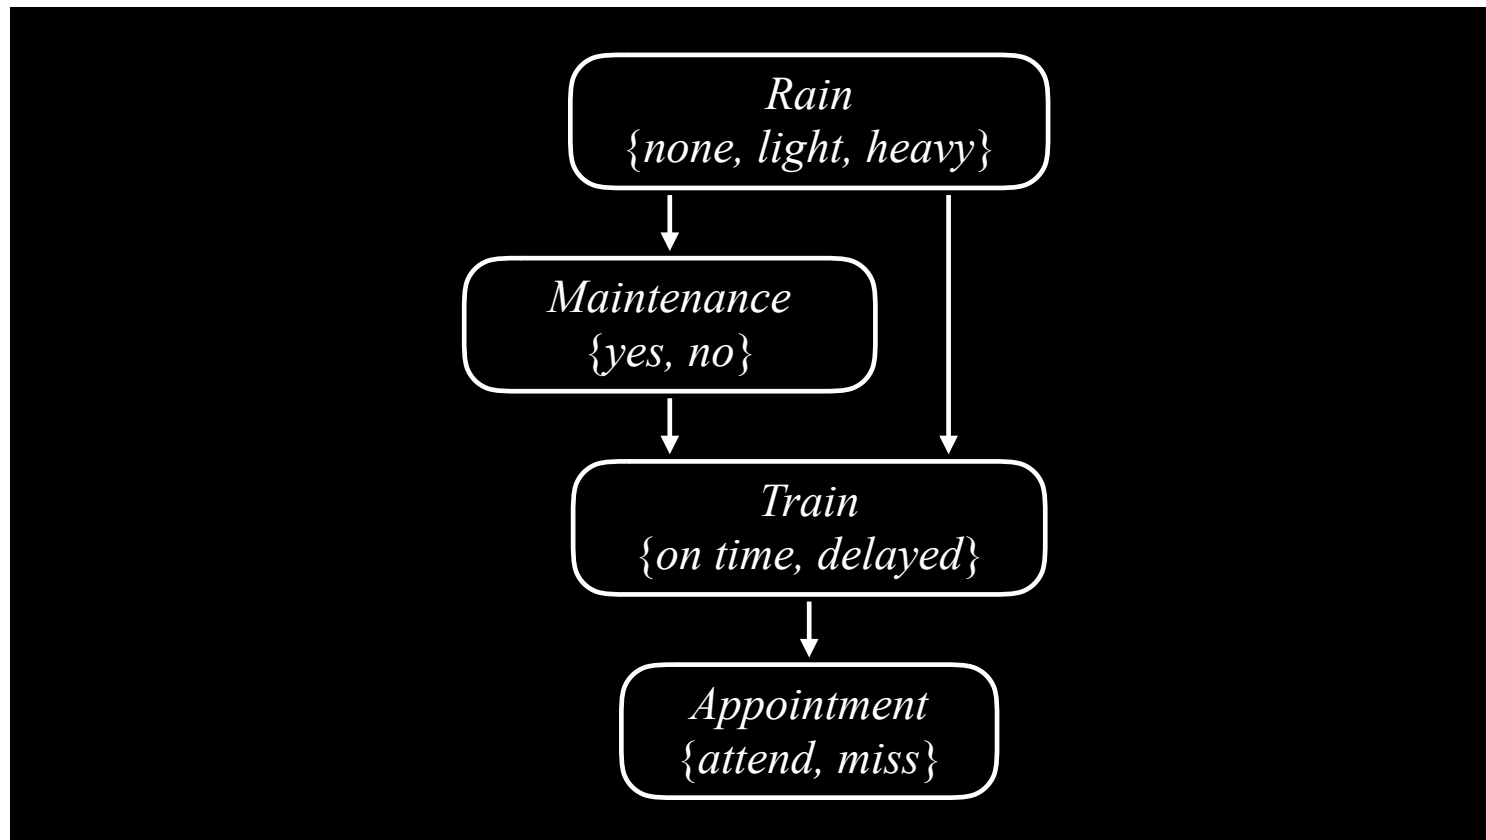 Rain
{none, light, heavy}
Maintenance
{yes, no}
Train
{on time, delayed}
Appointment
{attend, miss}